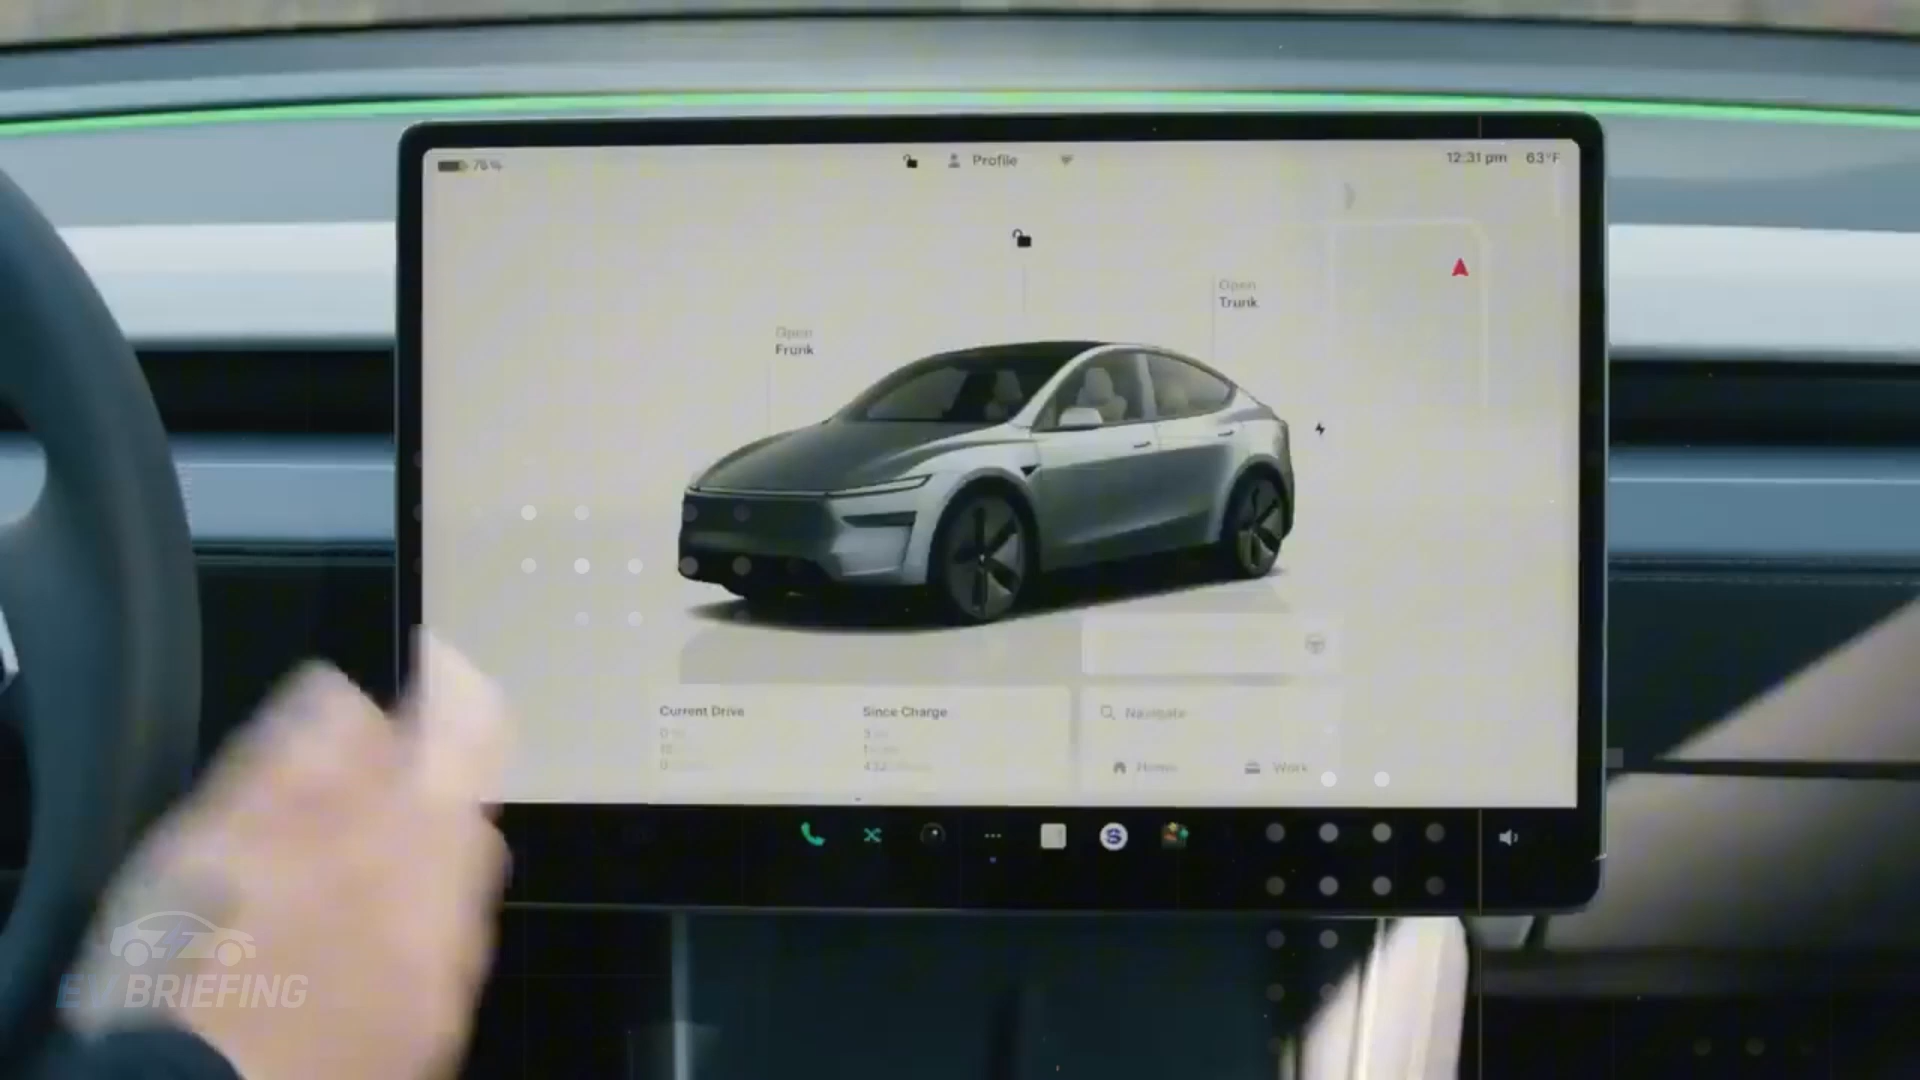 Profile
12:31 pm 63°F
Open
Trunk
Open
Frunk
Current Drive
Since Charge
Navigate
Home
Work
EV BRIEFING